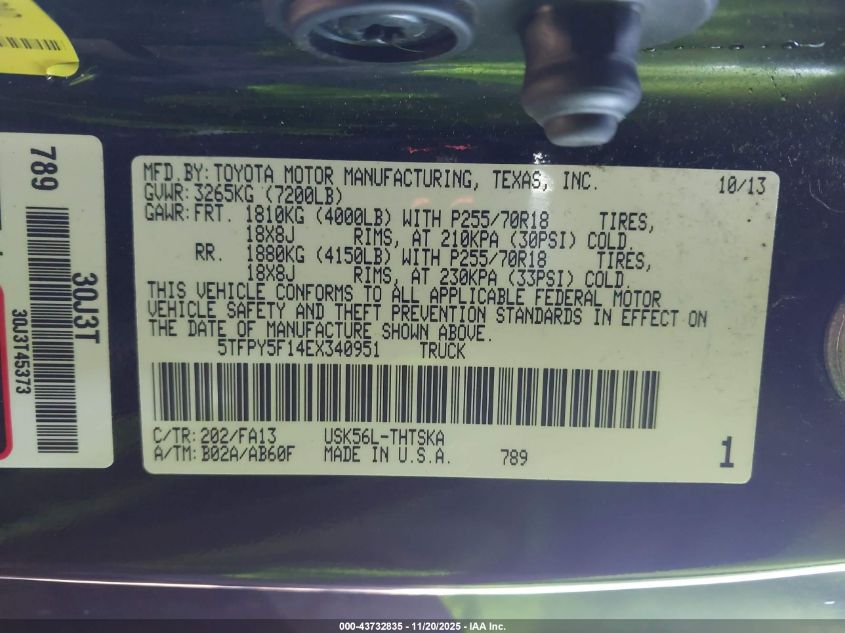 789
30J3T
30J3T45373
MFD.BY: TOYOTA MOTOR MANUFACTURING, TEXAS, INC. 10/13
GVWR: 3265KG (7200LB)
GAWR: FRT. 1810KG (4000LB) WITH P255/70R18 TIRES,
18X8J RIMS, AT 210KPA (30PSI) COLD.
RR. 1880KG (4150LB) WITH P255/70R18 TIRES,
18X8J RIMS, AT 230KPA (33PSI) COLD.
THIS VEHICLE CONFORMS TO ALL APPLICABLE FEDERAL MOTOR
VEHICLE SAFETY AND THEFT PREVENTION STANDARDS IN EFFECT ON
THE DATE OF MANUFACTURE SHOWN ABOVE.
5TFPY5F14EX340951 TRUCK
C/TR: 202/FA13 USK56L-THTSKA
A/TM: B02A/AB60F MADE IN U.S.A. 789 1
000-43732835 - 11/20/2025 - IAA Inc.